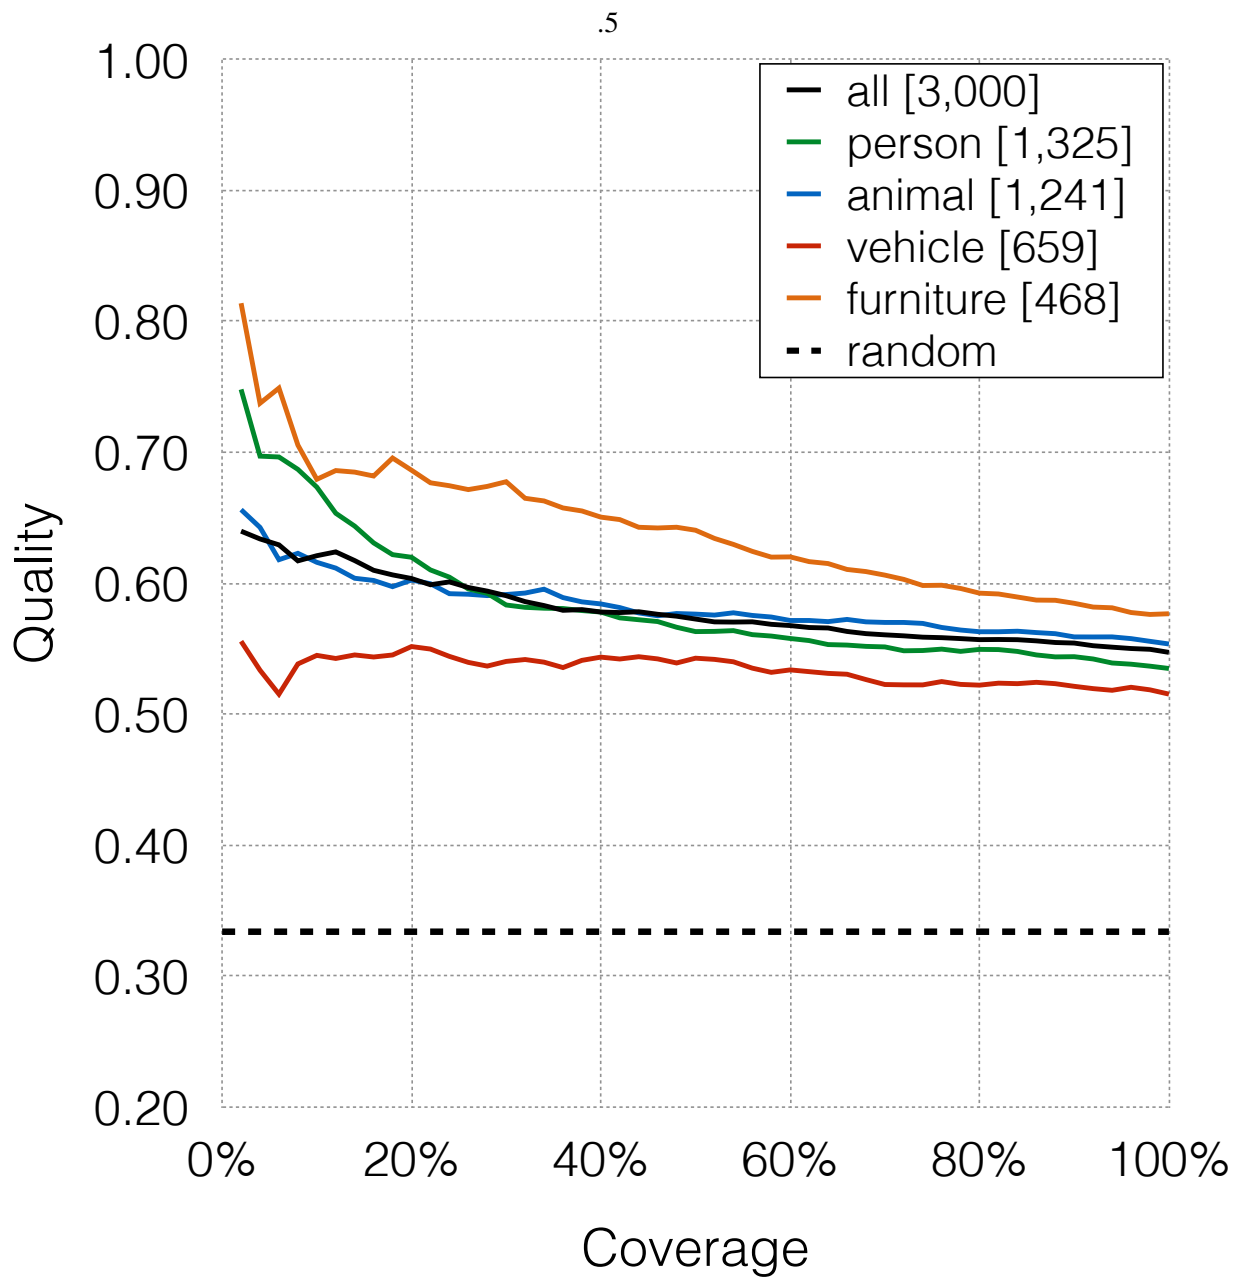 .5
1.00
all [3,000]
person [1,325]
0.90
animal [1,241]
vehicle [659]
furniture [468]
0.80
random
0.70
Quality
0.60
0.50
0.40
0.30
0.20
0% 20% 40% 60% 80% 100%
Coverage